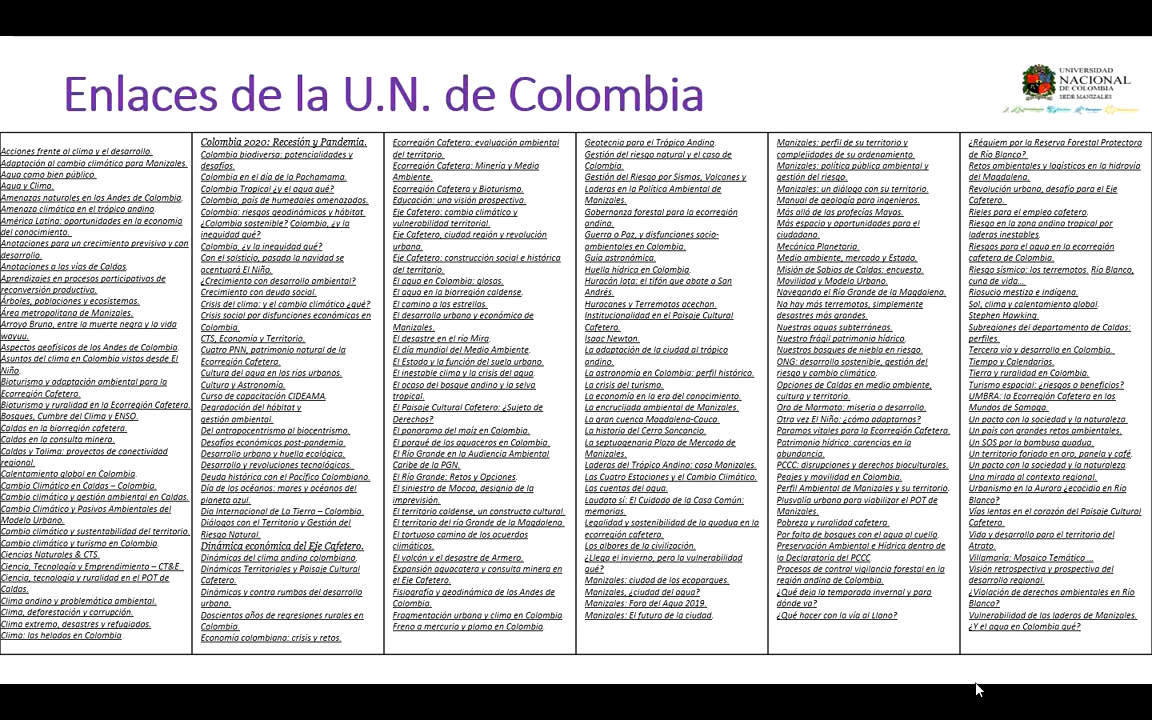 Enlaces de la U.N. de Colombia
UNIVERSIDAD
NACIONAL
DE COLOMBIA
SEDE MANIZALES
Acciones frente al clima y el desarrollo.
Adaptación al cambio climático para Manizales.
Agua como bien público.
Agua y Clima.
Amenazas naturales en los Andes de Colombia.
Amenaza climática en el trópico andino.
América Latina: oportunidades en la economía
del conocimiento.
Anotaciones para un crecimiento previsivo y con
desarrollo.
Anotaciones a las vías de Caldas.
Aprendizajes en procesos participativos de
reconversión productiva.
Árboles, poblaciones y ecosistemas.
Área metropolitana de Manizales.
Arroyo Bruno, entre la muerte negra y la vida
wayuu.
Aspectos geofísicos de los Andes de Colombia.
Asuntos del clima en Colombia vistos desde El
Niño.
Bioturismo y adaptación ambiental para la
Ecorregión Cafetera.
Bioturismo y ruralidad en la Ecorregión Cafetera.
Bosques, Cumbre del Clima y ENSO.
Caldas en la biorregión cafetera.
Caldas en la consulta minera.
Caldas y Tolima: proyectos de conectividad
regional.
Calentamiento global en Colombia.
Cambio Climático en Caldas – Colombia.
Cambio climático y gestión ambiental en Caldas.
Cambio Climático y Pasivos Ambientales del
Modelo Urbano.
Cambio climático y sustentabilidad del territorio.
Cambio climático y turismo en Colombia.
Ciencias Naturales & CTS.
Ciencia, Tecnología y Emprendimiento – CT&E.
Ciencia, tecnología y ruralidad en el POT de
Caldas.
Clima andino y problemática ambiental.
Clima, deforestación y corrupción.
Clima extremo, desastres y refugiados.
Clima: las heladas en Colombia.
Colombia 2020: Recesión y Pandemia.
Colombia biodiversa: potencialidades y
desafíos.
Colombia en el día de la Pachamama.
Colombia Tropical ¿y el agua qué?
Colombia, país de humedales amenazados.
Colombia: riesgos geodinámicos y hábitat.
¿Colombia sostenible? Colombia, ¿y la
inequidad qué?
Colombia, ¿y la inequidad qué?
Con el solsticio, pasada la navidad se
acentuará El Niño.
¿Crecimiento con desarrollo ambiental?
Crecimiento con deuda social.
Crisis del clima: y el cambio climático ¿qué?
Crisis social por disfunciones económicas en
Colombia.
CTS, Economía y Territorio.
Cuatro PNN, patrimonio natural de la
Ecorregión Cafetera.
Cultura del agua en los ríos urbanos.
Cultura y Astronomía.
Curso de capacitación CIDEAMA.
Degradación del hábitat y
gestión ambiental.
Del antropocentrismo al biocentrismo.
Desafíos económicos post-pandemia.
Desarrollo urbano y huella ecológica.
Desarrollo y revoluciones tecnológicas.
Deuda histórica con el Pacífico Colombiano.
Día de los océanos: mares y océanos del
planeta azul.
Día Internacional de La Tierra – Colombia.
Diálogos con el Territorio y Gestión del
Riesgo Natural.
Dinámica económica del Eje Cafetero.
Dinámicas del clima andino colombiano.
Dinámicas Territoriales y Paisaje Cultural
Cafetero.
Dinámicas y contra rumbos del desarrollo
urbano.
Doscientos años de regresiones rurales en
Colombia.
Economía colombiana: crisis y retos.
Ecorregión Cafetera: evaluación ambiental
del territorio.
Ecorregión Cafetera: Minería y Medio
Ambiente.
Ecorregión Cafetera y Bioturismo.
Educación: una visión prospectiva.
Eje Cafetero: cambio climático y
vulnerabilidad territorial.
Eje Cafetero, ciudad región y revolución
urbana.
Eje Cafetero: construcción social e histórica
del territorio.
El agua en Colombia: glosas.
El agua en la biorregión caldense.
El camino a las estrellas.
El desarrollo urbano y económico de
Manizales.
El desastre en el río Mira.
El día mundial del Medio Ambiente.
El Estado y la función del suelo urbano.
El inestable clima y la crisis del agua.
El ocaso del bosque andino y la selva
tropical.
El Paisaje Cultural Cafetero: ¿Sujeto de
Derechos?
El panorama del maíz en Colombia.
El porqué de los aguaceros en Colombia.
El Río Grande en la Audiencia Ambiental
Caribe de la PGN.
El Río Grande: Retos y Opciones.
El siniestro de Mocoa, designio de la
imprevisión.
El territorio caldense, un constructo cultural.
El territorio del río Grande de la Magdalena.
El tortuoso camino de los acuerdos
climáticos.
El volcán y el desastre de Armero.
Expansión aguacatera y consulta minera en
el Eje Cafetero.
Fisiografía y geodinámica de los Andes de
Colombia.
Fragmentación urbana y clima en Colombia.
Freno a mercurio y plomo en Colombia.
Geotecnia para el Trópico Andino.
Gestión del riesgo natural y el caso de
Colombia.
Gestión del Riesgo por Sismos, Volcanes y
Laderas en la Política Ambiental de
Manizales.
Gobernanza forestal para la ecorregión
andina.
Guerra o Paz, y disfunciones socio-
ambientales en Colombia.
Guía astronómica.
Huella hídrica en Colombia.
Huracán Iota: el tifón que abate a San
Andrés.
Huracanes y Terremotos acechan.
Institucionalidad en el Paisaje Cultural
Cafetero.
Isaac Newton.
La adaptación de la ciudad al trópico
andino.
La astronomía en Colombia: perfil histórico.
La crisis del turismo.
La economía en la era del conocimiento.
La encrucijada ambiental de Manizales.
La gran cuenca Magdalena-Cauca.
La historia del Cerro Sancancio.
La septuagenaria Plaza de Mercado de
Manizales.
Laderas del Trópico Andino: caso Manizales.
Las Cuatro Estaciones y el Cambio Climático.
Las cuentas del agua.
Laudato sí: El Cuidado de la Casa Común:
memorias.
Legalidad y sostenibilidad de la guadua en la
ecorregión cafetera.
Los albores de la civilización.
¿Llega el invierno, pero la vulnerabilidad
qué?
Manizales: ciudad de los ecoparques.
Manizales, ¿ciudad del agua?
Manizales: Foro del Agua 2019.
Manizales: El futuro de la ciudad.
Manizales: perfil de su territorio y
complejidades de su ordenamiento.
Manizales: política pública ambiental y
gestión del riesgo.
Manizales: un diálogo con su territorio.
Manual de geología para ingenieros.
Más allá de las profecías Mayas.
Más espacio y oportunidades para el
ciudadano.
Mecánica Planetaria.
Medio ambiente, mercado y Estado.
Misión de Sabios de Caldas: encuesta.
Movilidad y Modelo Urbano.
Navegando el Río Grande de la Magdalena.
No hay más terremotos, simplemente
desastres más grandes.
Nuestras aguas subterráneas.
Nuestro frágil patrimonio hídrico.
Nuestros bosques de niebla en riesgo.
ONG: desarrollo sostenible, gestión del
riesgo y cambio climático.
Opciones de Caldas en medio ambiente,
cultura y territorio.
Oro de Marmato: miseria o desarrollo.
Otra vez El Niño: ¿cómo adaptarnos?
Paramos vitales para la Ecorregión Cafetera.
Patrimonio hídrico: carencias en la
abundancia.
PCCC: disrupciones y derechos bioculturales.
Peajes y movilidad en Colombia.
Perfil Ambiental de Manizales y su territorio.
Plusvalía urbana para viabilizar el POT de
Manizales.
Pobreza y ruralidad cafetera.
Por falta de bosques con el agua al cuello.
Preservación Ambiental e Hídrica dentro de
la Declaratoria del PCCC
Procesos de control vigilancia forestal en la
región andina de Colombia.
¿Qué deja la temporada invernal y para
dónde va?
¿Qué hacer con la vía al Llano?
¿Réquiem por la Reserva Forestal Protectora
de Río Blanco?
Retos ambientales y logísticos en la hidrovía
del Magdalena.
Revolución urbana, desafío para el Eje
Cafetero.
Rieles para el empleo cafetero.
Riesgo en la zona andina tropical por
laderas inestables.
Riesgos para el agua en la ecorregión
cafetera de Colombia.
Riesgo sísmico: los terremotos. Río Blanco,
cuna de vida...
Riosucio mestizo e indígena.
Sol, clima y calentamiento global.
Stephen Hawking.
Subregiones del departamento de Caldas:
perfiles.
Tercera vía y desarrollo en Colombia.
Tiempo y Calendarios.
Tierra y ruralidad en Colombia.
Turismo espacial: ¿riesgos o beneficios?
UMBRA: la Ecorregión Cafetera en los
Mundos de Samoga.
Un pacto con la sociedad y la naturaleza
Un país con grandes retos ambientales.
Un SOS por la bambusa guadua.
Un territorio forjado en oro, panela y café.
Un pacto con la sociedad y la naturaleza.
Una mirada al contexto regional.
Urbanismo en la Aurora ¿ecocidio en Río
Blanco?
Vías lentas en el corazón del Paisaje Cultural
Cafetero.
Vida y desarrollo para el territorio del
Atrato.
Villamaría: Mosaico Temático ...
Visión retrospectiva y prospectiva del
desarrollo regional.
¿Violación de derechos ambientales en Río
Blanco?
Vulnerabilidad de las laderas de Manizales.
¿Y el agua en Colombia qué?